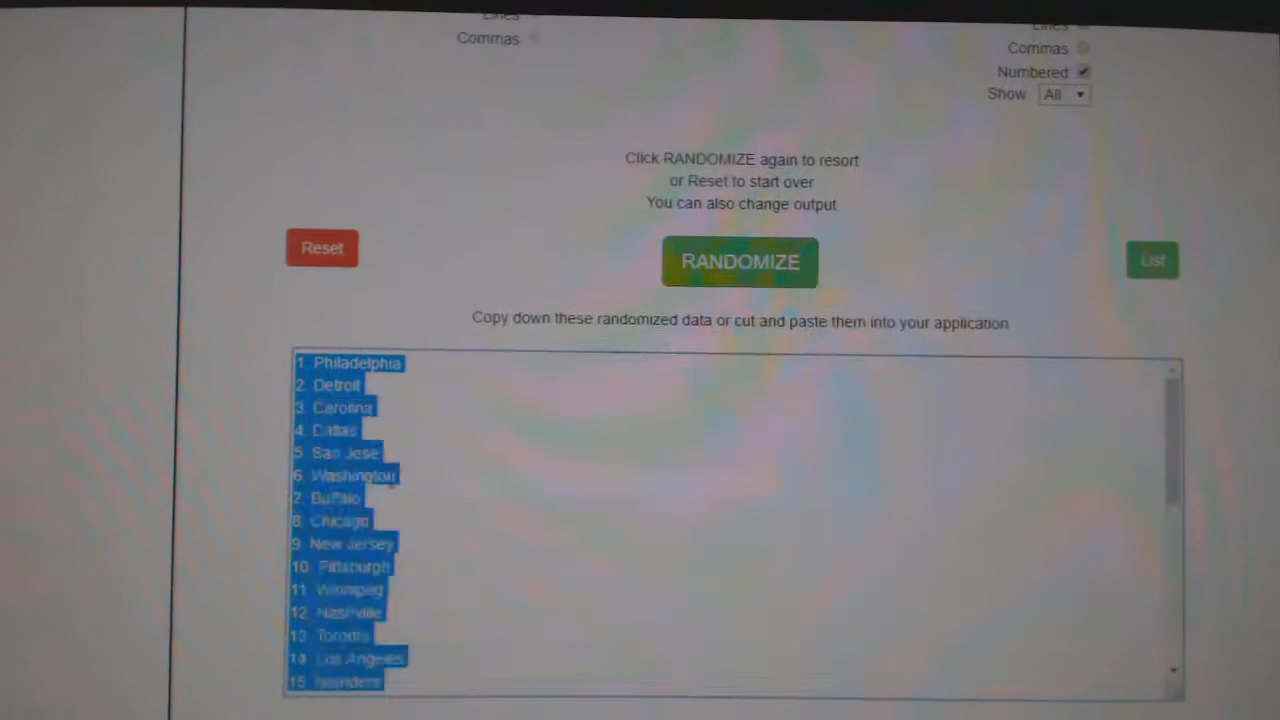 Lines
Lines
Commas
Commas
Numbered
Show All
Click RANDOMIZE again to resort
or Reset to start over
You can also change output
Reset
RANDOMIZE
List
Copy down these randomized data or cut and paste them into your application
1. Philadelphia
2. Detroit
3. Carolina
4. Dallas
5. San Jose
6. Washington
7. Buffalo
8. Chicago
9. New Jersey
10. Pittsburgh
11. Winnipeg
12. Nashville
13. Toronto
14. Los Angeles
15. Islanders